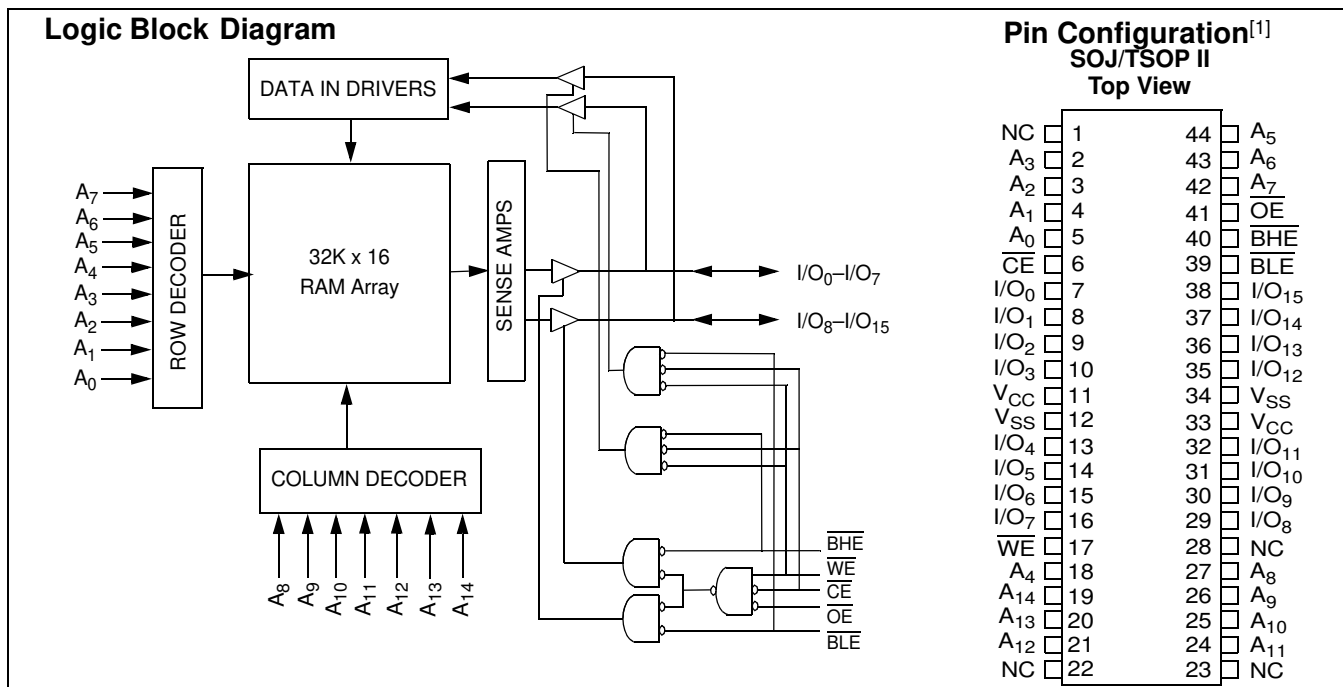 Logic Block Diagram
DATA IN DRIVERS
A7
A6
A5
A4
A3
A2
A1
A0
ROW DECODER
32K x 16
RAM Array
SENSE AMPS
I/O0–I/O7
I/O8–I/O15
COLUMN DECODER
A8
A9
A10
A11
A12
A13
A14
BHE
WE
CE
OE
BLE
Pin Configuration[1]
SOJ/TSOP II
Top View
NC 1 44 A5
A3 2 43 A6
A2 3 42 A7
A1 4 41 OE
A0 5 40 BHE
CE 6 39 BLE
I/O0 7 38 I/O15
I/O1 8 37 I/O14
I/O2 9 36 I/O13
I/O3 10 35 I/O12
VCC 11 34 VSS
VSS 12 33 VCC
I/O4 13 32 I/O11
I/O5 14 31 I/O10
I/O6 15 30 I/O9
I/O7 16 29 I/O8
WE 17 28 NC
A4 18 27 A8
A14 19 26 A9
A13 20 25 A10
A12 21 24 A11
NC 22 23 NC